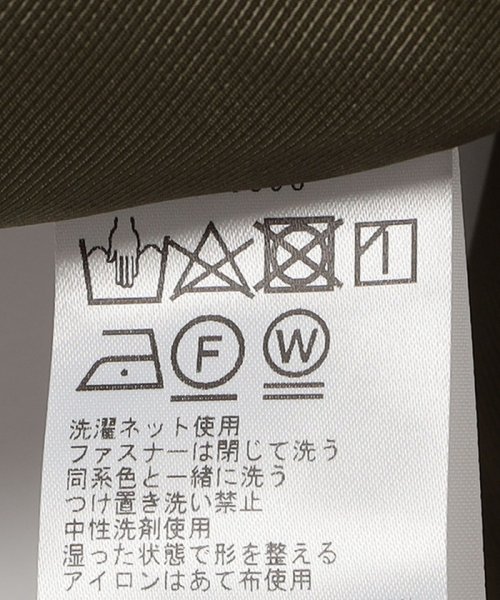 F
W
洗濯ネット使用
ファスナーは閉じて洗う
同系色と一緒に洗う
つけ置き洗い禁止
中性洗剤使用
湿った状態で形を整える
アイロンはあて布使用